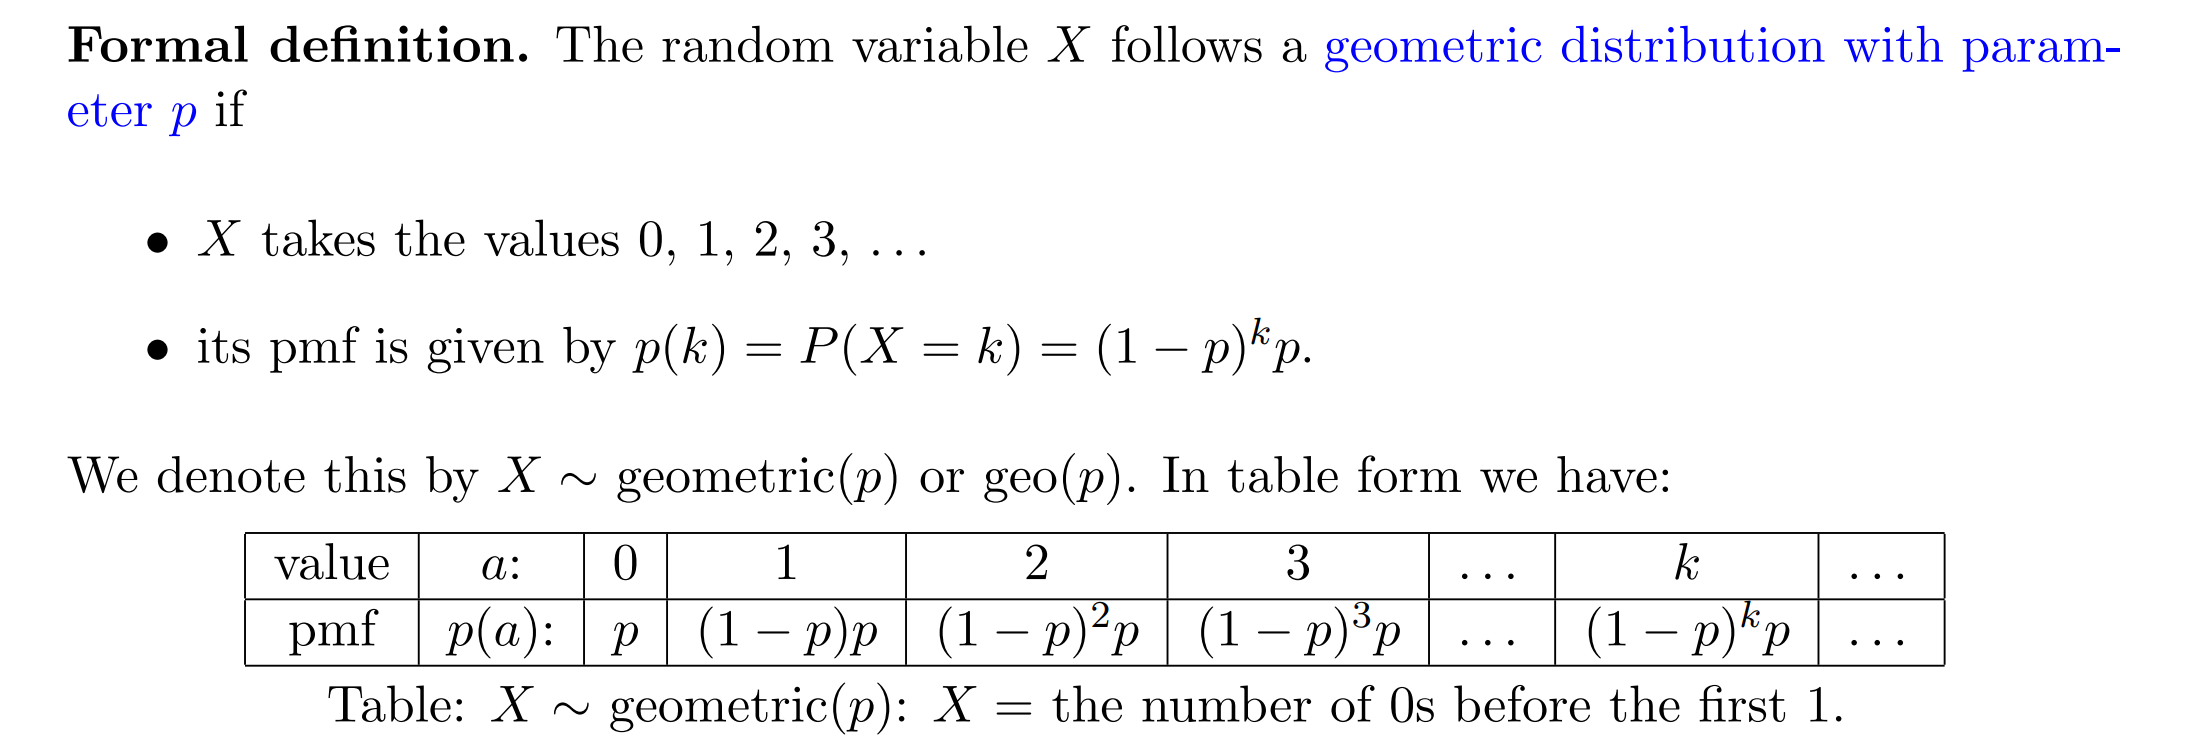 Formal definition. The random variable X follows a geometric distribution with param-
eter p if
• X takes the values 0, 1, 2, 3, . . .
• its pmf is given by p(k) = P(X = k) = (1 − p)^k p.
We denote this by X ∼ geometric(p) or geo(p). In table form we have:
value a: 0 1 2 3 . . . k . . .
pmf p(a): p (1 − p)p (1 − p)^2 p (1 − p)^3 p . . . (1 − p)^k p . . .
Table: X ∼ geometric(p): X = the number of 0s before the first 1.